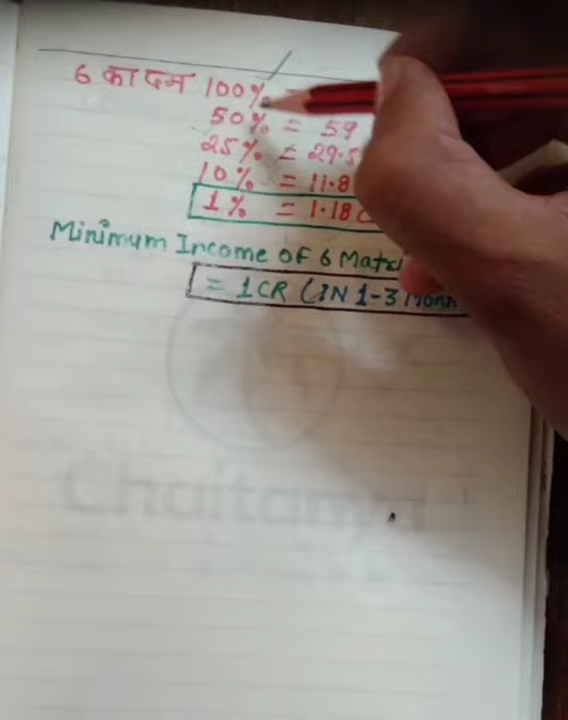 6 का दम 100%
50% = 59
25% = 29.5
10% = 11.8
1% = 1.18
Minimum Income OF 6
= 1CR (IN 1-3
Chaitanya